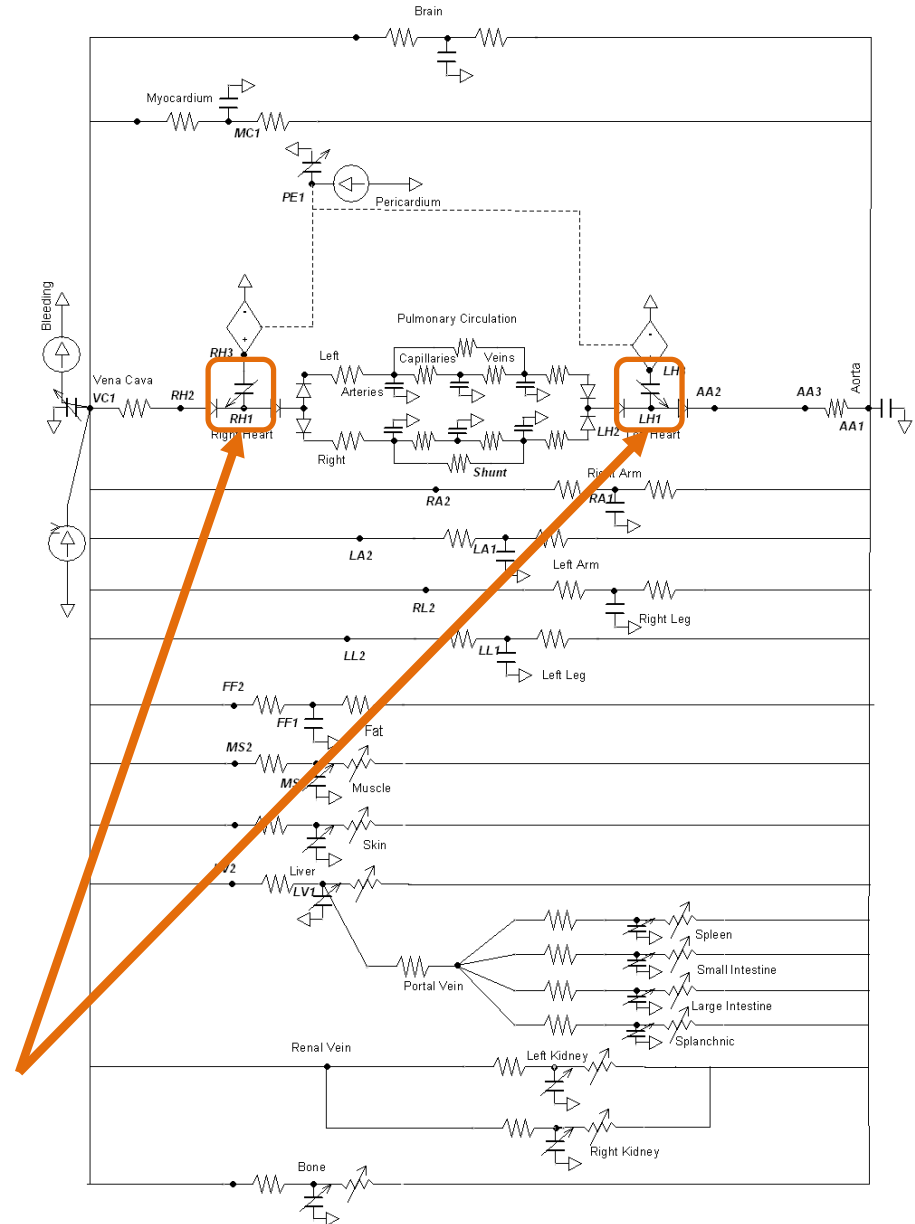 Brain
Myocardium
MC1
PE1
Pericardium
Bleeding
Pulmonary Circulation
RH3
Left
Capillaries
Veins
Arteries
Vena Cava
VC1
RH2
RH1
Right Heart
LH2
LH1
Heart
AA2
AA3
Aorta
AA1
Right
Shunt
Right Arm
RA2
RA1
LA2
LA1
Left Arm
RL2
Right Leg
LL2
LL1
Left Leg
FF2
FF1
Fat
MS2
Muscle
Skin
Liver
LV1
Spleen
Small Intestine
Portal Vein
Large Intestine
Splanchnic
Renal Vein
Left Kidney
Right Kidney
Bone
- + -